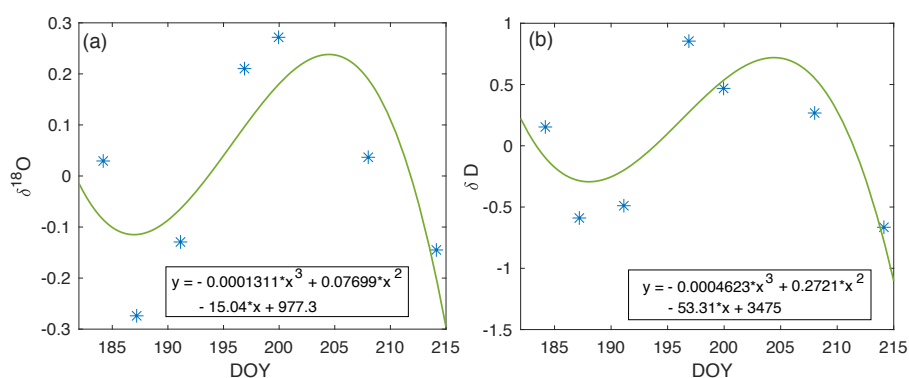 (a)
0.3
0.2
0.1
0
-0.1
-0.2
-0.3
δ¹⁸O
y = - 0.0001311*x³ + 0.07699*x²
- 15.04*x + 977.3
185 190 195 200 205 210 215
DOY
(b)
1
0.5
0
-0.5
-1
-1.5
δ D
y = - 0.0004623*x³ + 0.2721*x²
- 53.31*x + 3475
185 190 195 200 205 210 215
DOY